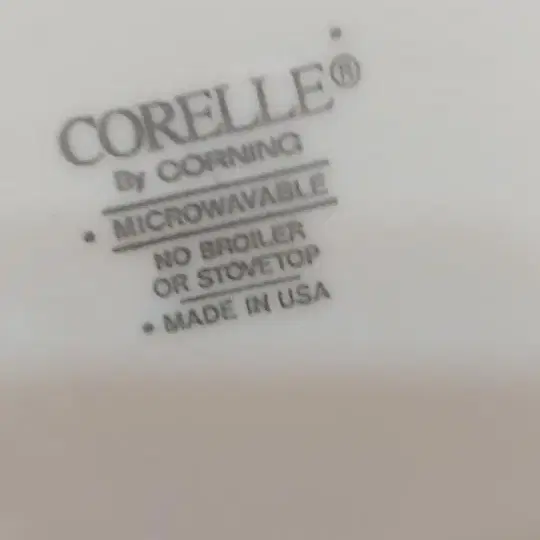 CORELLE®
By CORNING
• MICROWAVABLE
NO BROILER
OR STOVETOP
• MADE IN USA